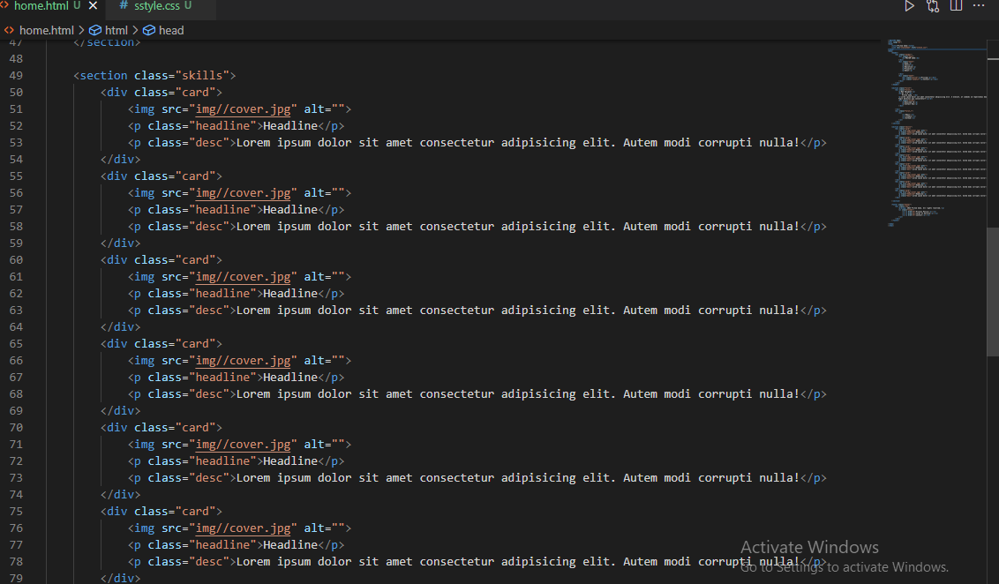 <> home.html U × # sstyle.css U
<> home.html > html > head
47 </section>
48
49 <section class="skills">
50 <div class="card">
51 <img src="img//cover.jpg" alt="">
52 <p class="headline">Headline</p>
53 <p class="desc">Lorem ipsum dolor sit amet consectetur adipisicing elit. Autem modi corrupti nulla!</p>
54 </div>
55 <div class="card">
56 <img src="img//cover.jpg" alt="">
57 <p class="headline">Headline</p>
58 <p class="desc">Lorem ipsum dolor sit amet consectetur adipisicing elit. Autem modi corrupti nulla!</p>
59 </div>
60 <div class="card">
61 <img src="img//cover.jpg" alt="">
62 <p class="headline">Headline</p>
63 <p class="desc">Lorem ipsum dolor sit amet consectetur adipisicing elit. Autem modi corrupti nulla!</p>
64 </div>
65 <div class="card">
66 <img src="img//cover.jpg" alt="">
67 <p class="headline">Headline</p>
68 <p class="desc">Lorem ipsum dolor sit amet consectetur adipisicing elit. Autem modi corrupti nulla!</p>
69 </div>
70 <div class="card">
71 <img src="img//cover.jpg" alt="">
72 <p class="headline">Headline</p>
73 <p class="desc">Lorem ipsum dolor sit amet consectetur adipisicing elit. Autem modi corrupti nulla!</p>
74 </div>
75 <div class="card">
76 <img src="img//cover.jpg" alt="">
77 <p class="headline">Headline</p>
78 <p class="desc">Lorem ipsum dolor sit amet consectetur adipisicing elit. Autem modi corrupti nulla!</p>
79 </div>
Activate Windows
Go to Settings to activate Windows.